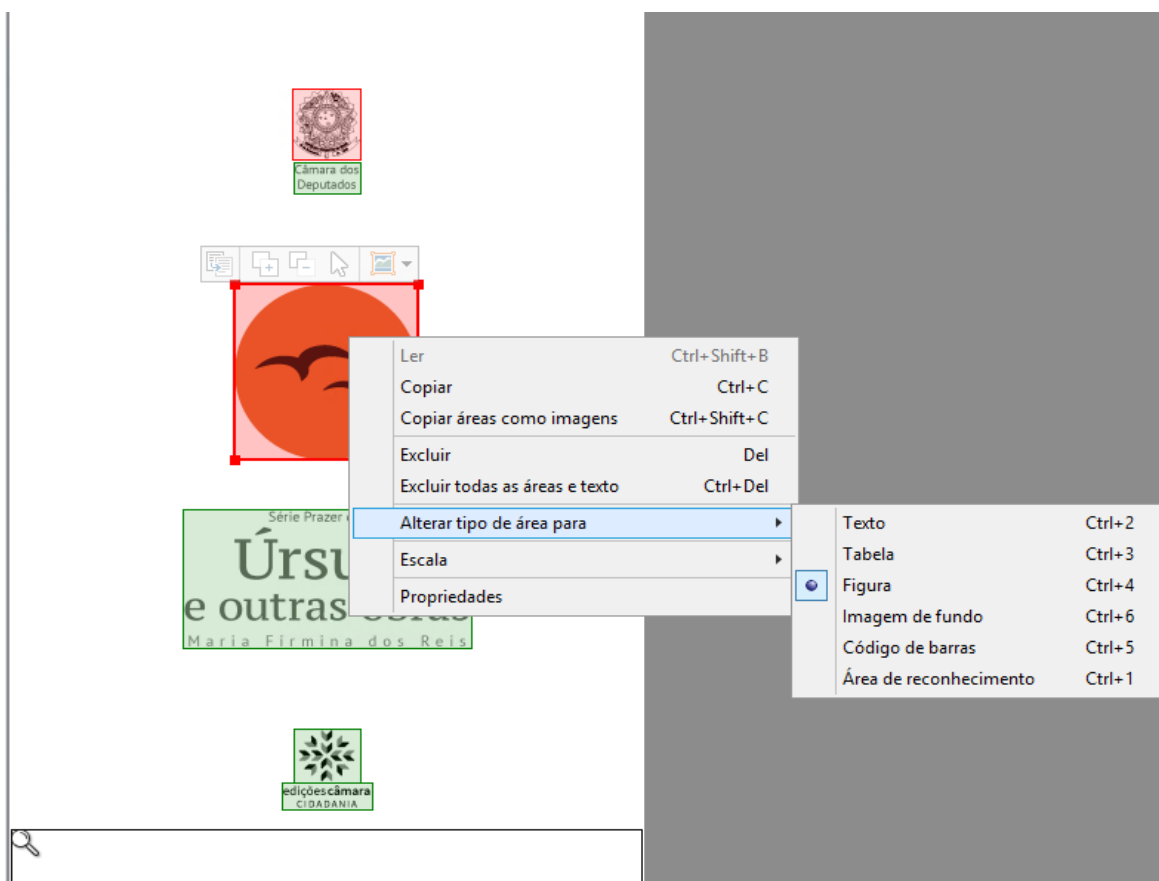 Câmara dos
Deputados
Ler Ctrl+Shift+B
Copiar Ctrl+C
Copiar áreas como imagens Ctrl+Shift+C
Excluir Del
Excluir todas as áreas e texto Ctrl+Del
Alterar tipo de área para
Escala
Propriedades
Texto Ctrl+2
Tabela Ctrl+3
Figura Ctrl+4
Imagem de fundo Ctrl+6
Código de barras Ctrl+5
Área de reconhecimento Ctrl+1
Série Prazer
Úrsu
e outras obras
Maria Firmina dos Reis
ediçõescâmara
CIDADANIA